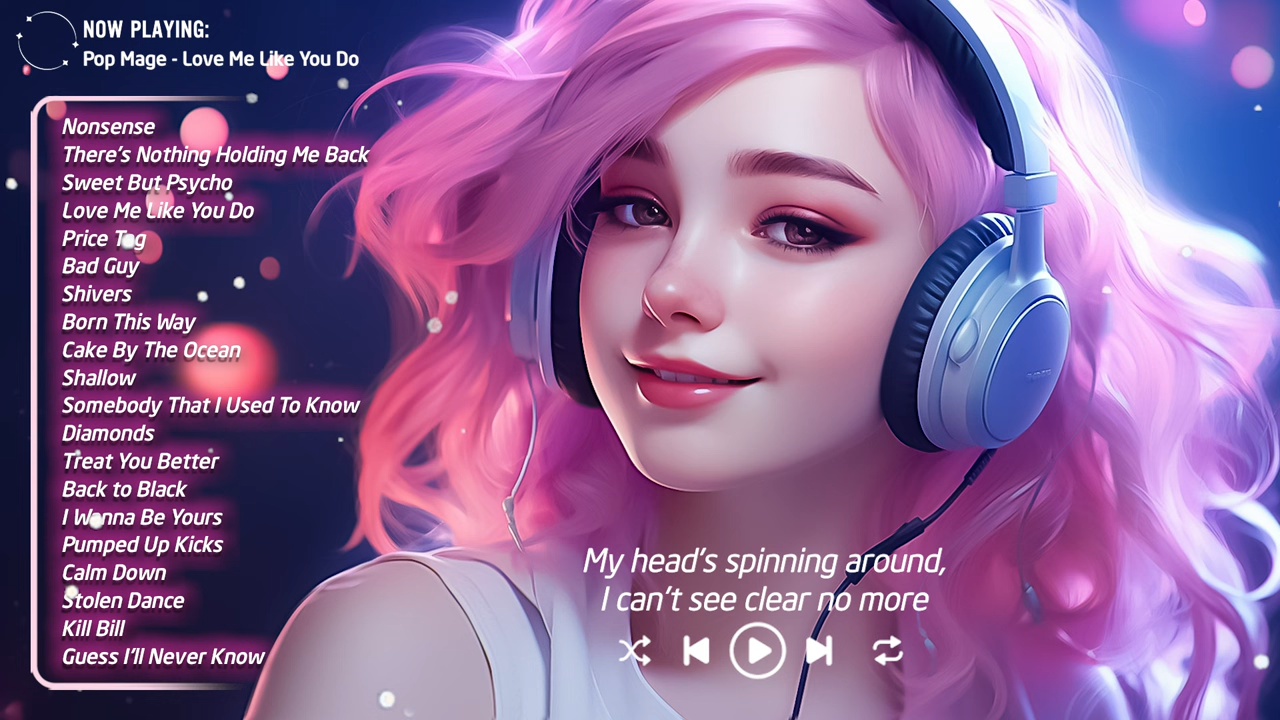 NOW PLAYING:
Pop Mage - Love Me Like You Do
Nonsense
There's Nothing Holding Me Back
Sweet But Psycho
Love Me Like You Do
Price Tag
Bad Guy
Shivers
Born This Way
Cake By The Ocean
Shallow
Somebody That I Used To Know
Diamonds
Treat You Better
Back to Black
I Wanna Be Yours
Pumped Up Kicks
Calm Down
Stolen Dance
Kill Bill
Guess I'll Never Know
My head's spinning around,
I can't see clear no more